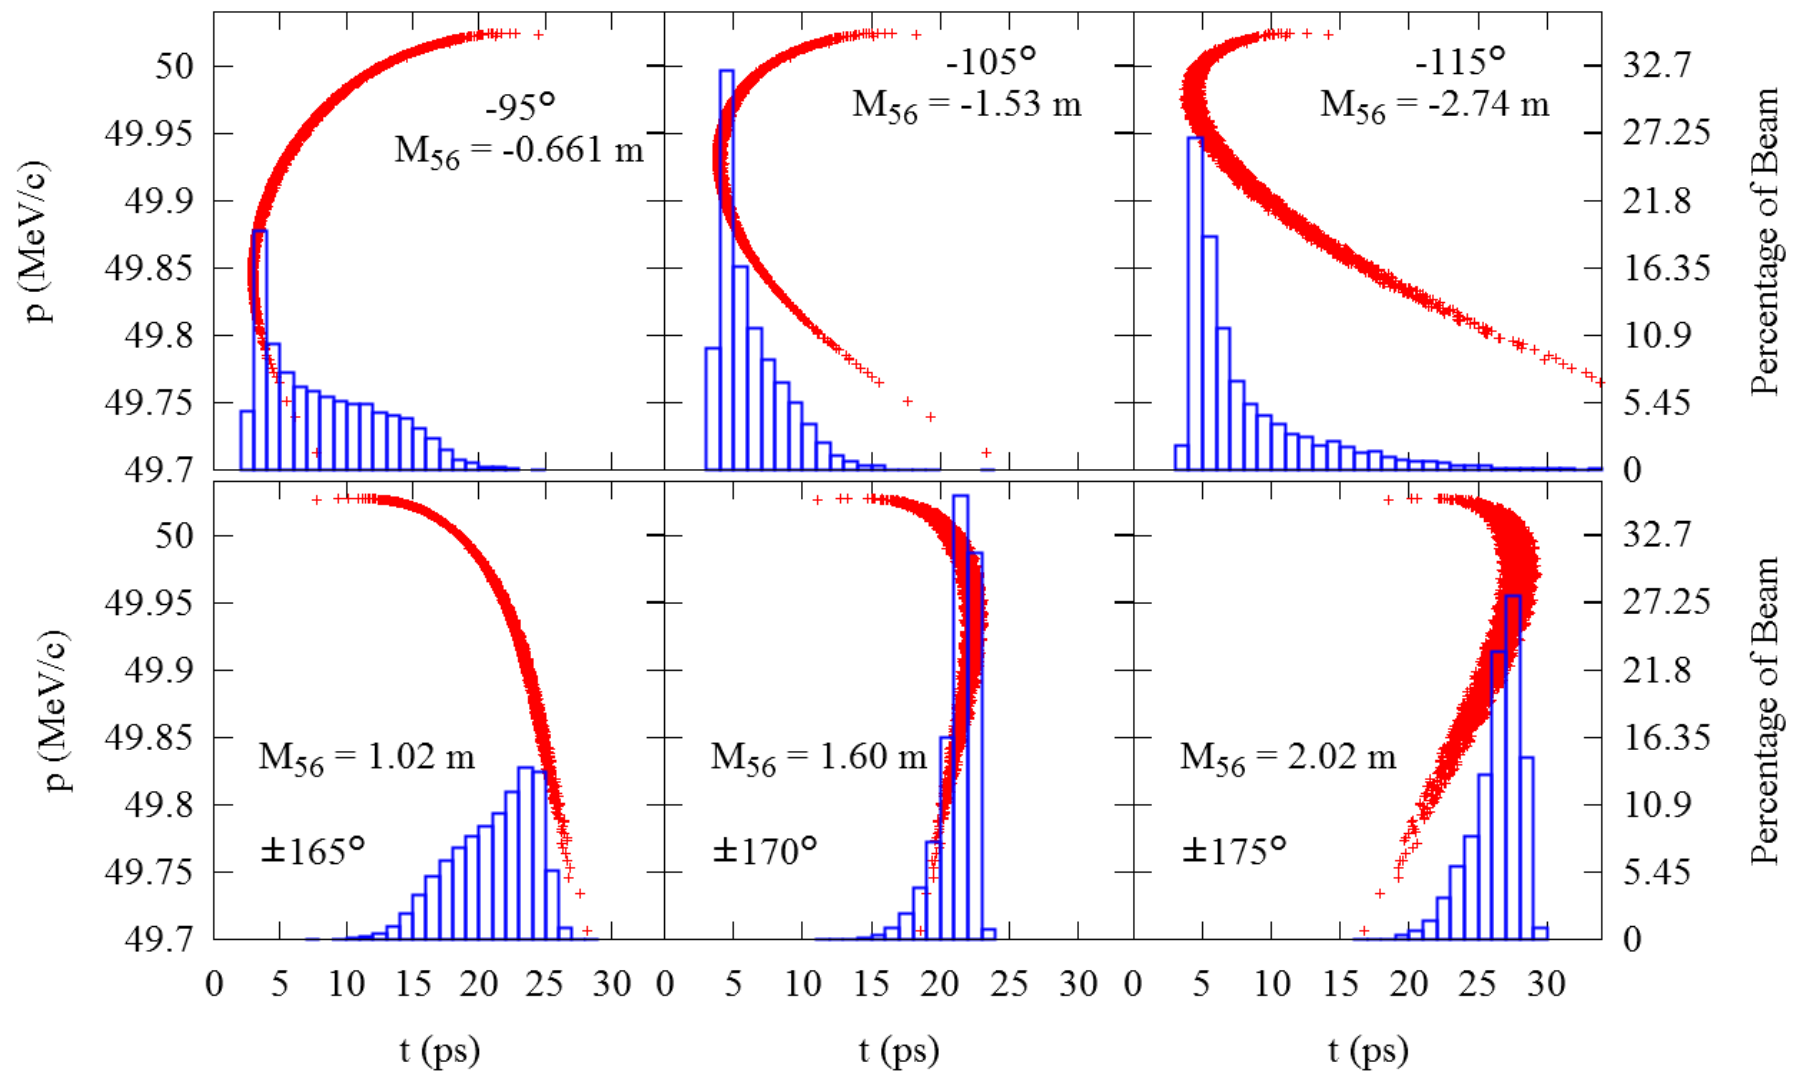 -95°
M56 = -0.661 m
-105°
M56 = -1.53 m
-115°
M56 = -2.74 m
p (MeV/c)
50
49.95
49.9
49.85
49.8
49.75
49.7
32.7
27.25
21.8
16.35
10.9
5.45
0
Percentage of Beam
M56 = 1.02 m
±165°
M56 = 1.60 m
±170°
M56 = 2.02 m
±175°
p (MeV/c)
50
49.95
49.9
49.85
49.8
49.75
49.7
32.7
27.25
21.8
16.35
10.9
5.45
0
Percentage of Beam
0 5 10 15 20 25 30 0 5 10 15 20 25 30 0 5 10 15 20 25 30
t (ps) t (ps) t (ps)